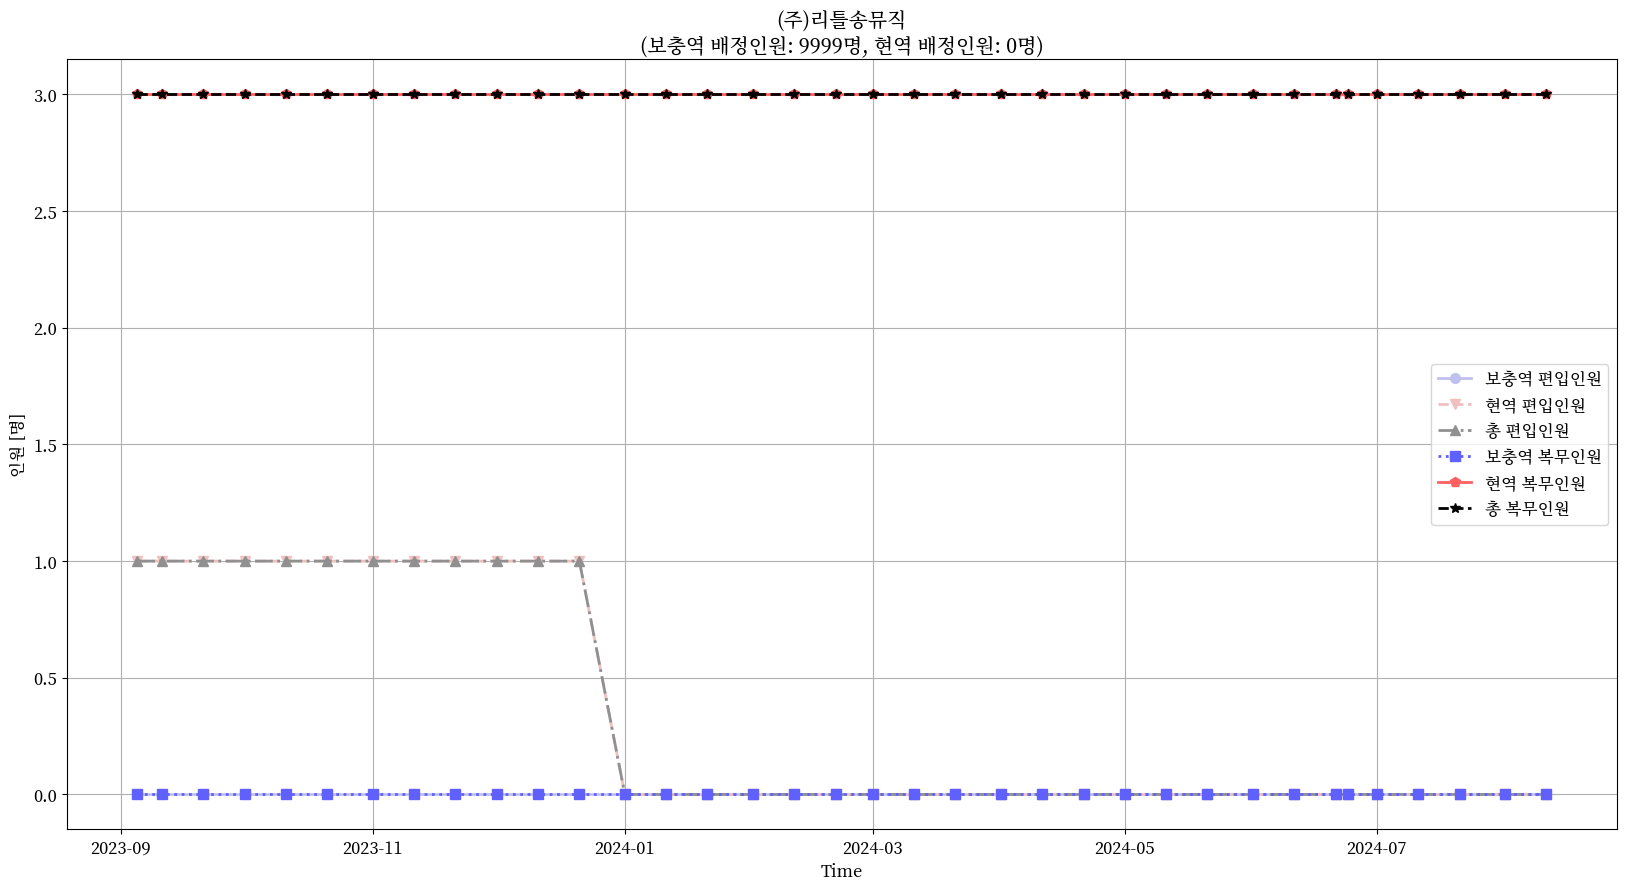 (주)리틀송뮤직
(보충역 배정인원: 9999명, 현역 배정인원: 0명)
3.0
2.5
2.0
1.5
1.0
0.5
0.0
인원 [명]
보충역 편입인원
현역 편입인원
총 편입인원
보충역 복무인원
현역 복무인원
총 복무인원
2023-09 2023-11 2024-01 2024-03 2024-05 2024-07
Time